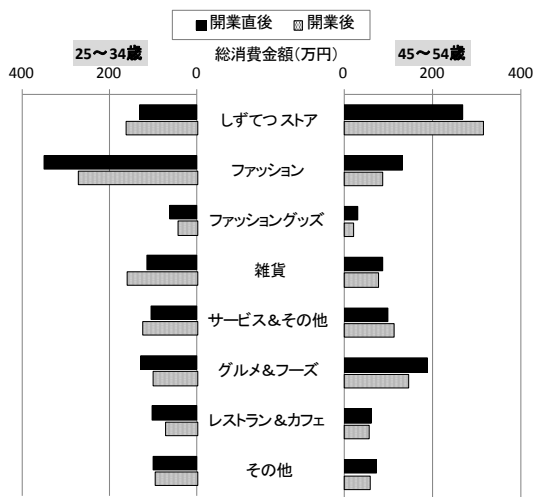 開業直後 開業後
25～34歳 総消費金額(万円) 45～54歳
400 200 0 0 200 400
しずてつストア
ファッション
ファッショングッズ
雑貨
サービス＆その他
グルメ＆フーズ
レストラン＆カフェ
その他